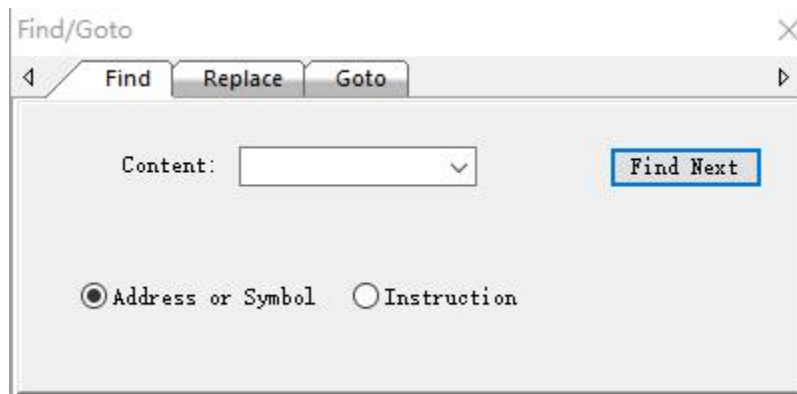 Find/Goto
Find Replace Goto
Content: Find Next
Address or Symbol Instruction